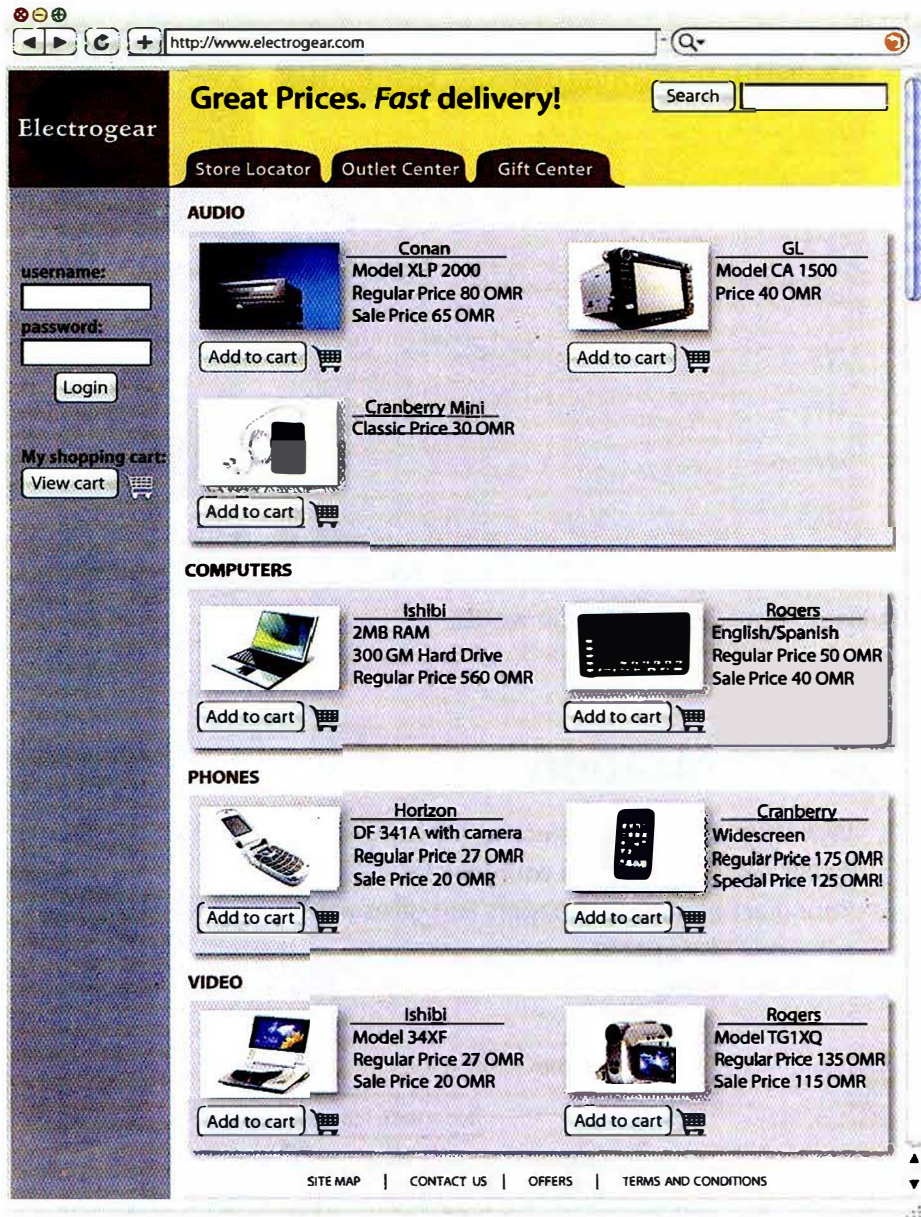 http://www.electrogear.com
Electrogear
Great Prices. Fast delivery!
Search
Store Locator
Outlet Center
Gift Center
username:
password:
Login
My shopping cart:
View cart
AUDIO
Conan
Model XLP 2000
Regular Price 80 OMR
Sale Price 65 OMR
Add to cart
GL
Model CA 1500
Price 40 OMR
Add to cart
Cranberry Mini
Classic Price 30 OMR
Add to cart
COMPUTERS
Ishibi
2MB RAM
300 GM Hard Drive
Regular Price 560 OMR
Add to cart
Rogers
English/Spanish
Regular Price 50 OMR
Sale Price 40 OMR
Add to cart
PHONES
Horizon
DF 341A with camera
Regular Price 27 OMR
Sale Price 20 OMR
Add to cart
Cranberry
Widescreen
Regular Price 175 OMR
Special Price 125 OMR!
Add to cart
VIDEO
Ishibi
Model 34XF
Regular Price 27 OMR
Sale Price 20 OMR
Add to cart
Rogers
Model TG1XQ
Regular Price 135 OMR
Sale Price 115 OMR
Add to cart
SITE MAP | CONTACT US | OFFERS | TERMS AND CONDITIONS